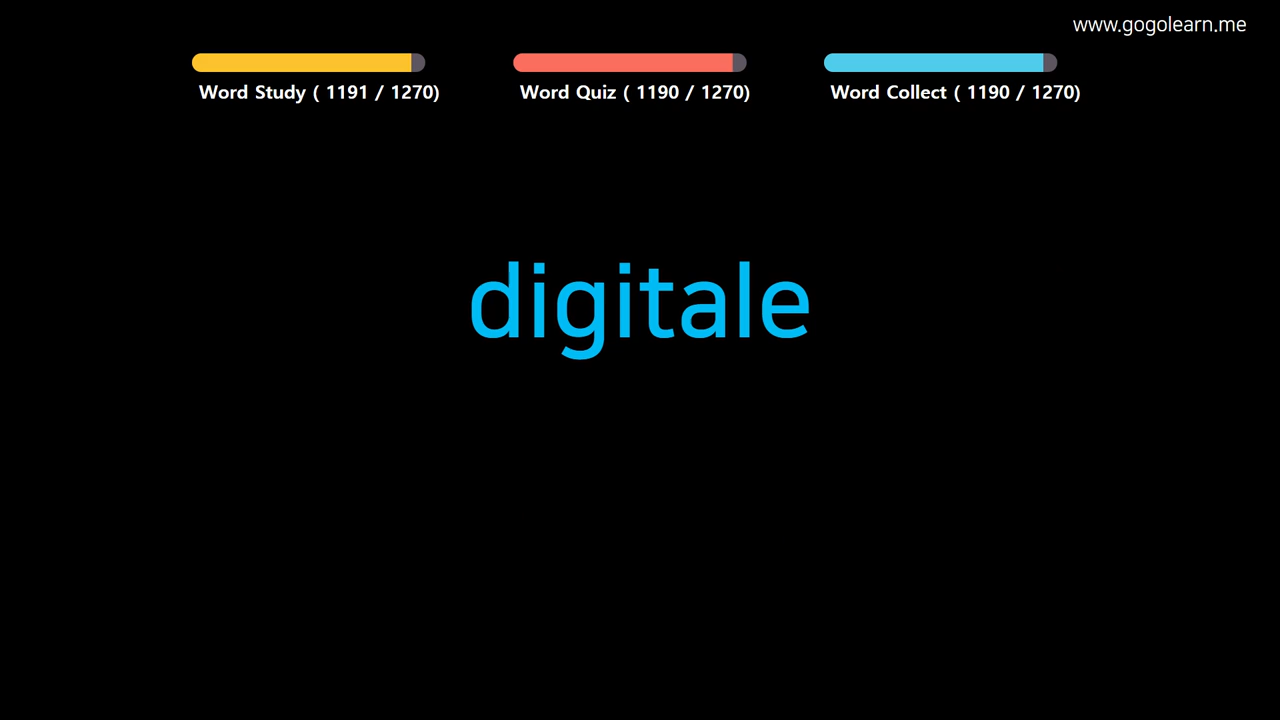 www.gogolearn.me
Word Study ( 1191 / 1270)
Word Quiz ( 1190 / 1270)
Word Collect ( 1190 / 1270)
digitale